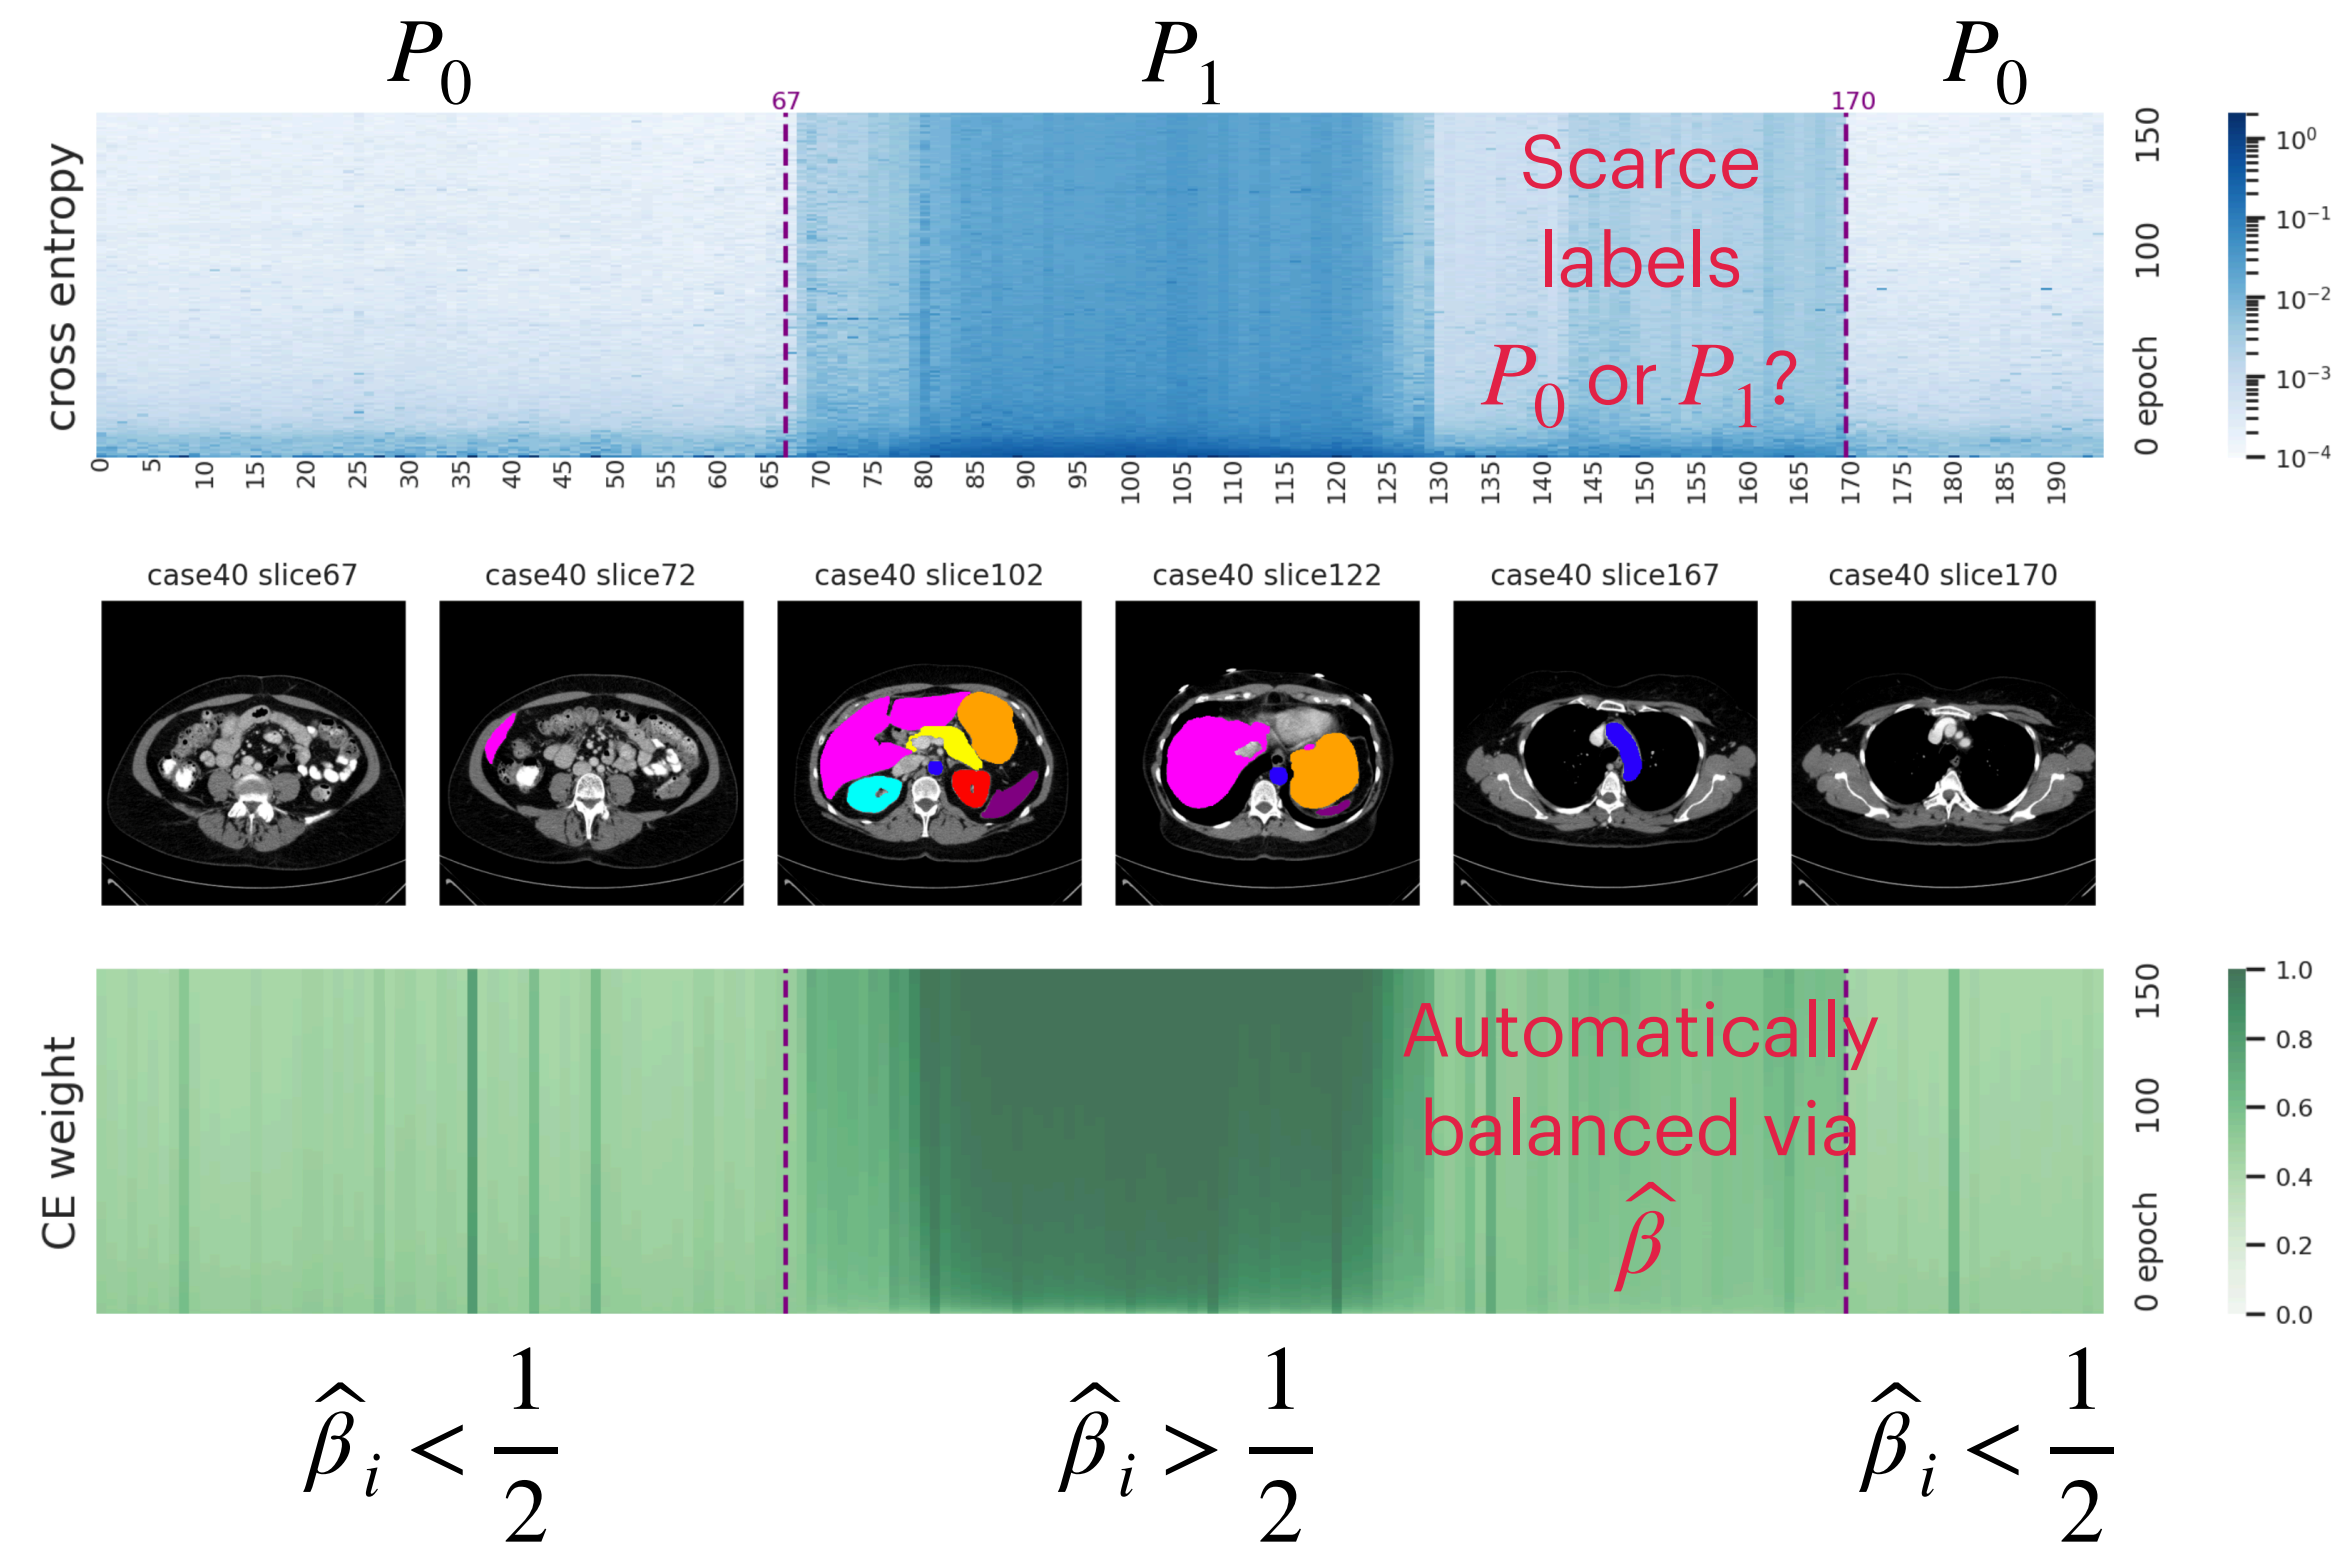 P₀ P₁ P₀
67 170
cross entropy
Scarce
labels
P₀ or P₁?
0 epoch 100 150
10⁰
10⁻¹
10⁻²
10⁻³
10⁻⁴
0 5 10 15 20 25 30 35 40 45 50 55 60 65 70 75 80 85 90 95 100 105 110 115 120 125 130 135 140 145 150 155 160 165 170 175 180 185 190
case40 slice67 case40 slice72 case40 slice102 case40 slice122 case40 slice167 case40 slice170
CE weight
Automatically
balanced via
β̂
0 epoch 100 150
1.0
0.8
0.6
0.4
0.2
0.0
β̂ᵢ < 1/2 β̂ᵢ > 1/2 β̂ᵢ < 1/2